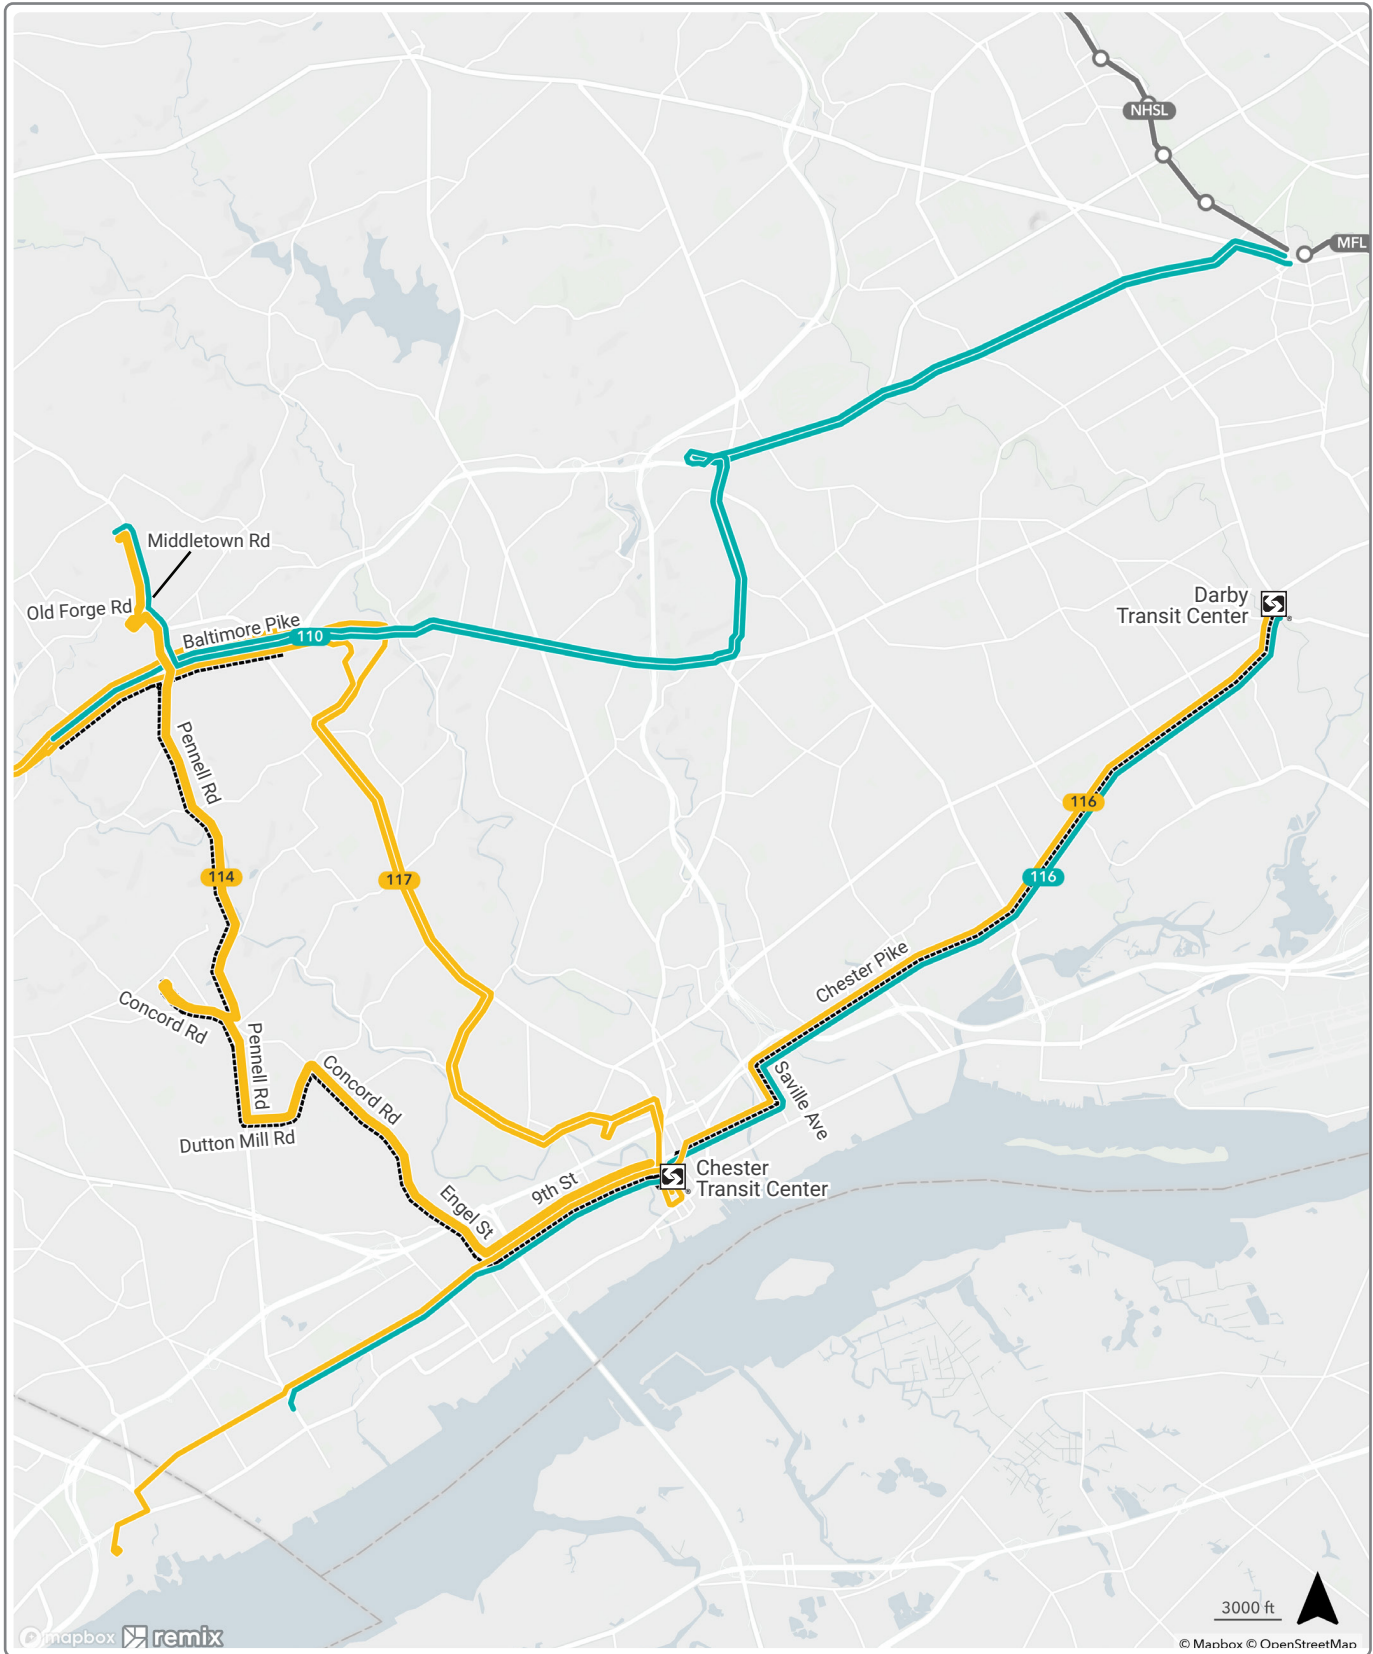 NHSL
MFL
Middletown Rd
Old Forge Rd
Baltimore Pike
110
Darby
Transit Center
Pennell Rd
116
114
117
116
Chester Pike
Concord Rd
Pennell Rd
Concord Rd
Saville Ave
Dutton Mill Rd
Chester
Transit Center
9th St
Engel St
3000 ft
mapbox remix
© Mapbox © OpenStreetMap